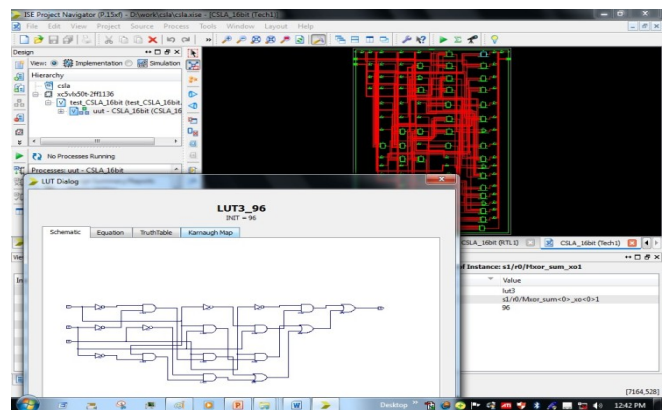 ISE Project Navigator (P.15xf) - D:\work\csla\csla.xise - [CSLA_16bit (Tech1)]
File Edit View Project Source Process Tools Window Layout Help
Design
View: Implementation Simulation
Hierarchy
csla
xc5vlx50t-2ff1136
test_CSLA_16bit (test_CSLA_16bit
uut - CSLA_16bit (CSLA_16
No Processes Running
Processes: uut - CSLA_16bit
LUT Dialog
LUT3_96
INIT = 96
Schematic Equation TruthTable Karnaugh Map
CSLA_16bit (RTL1) CSLA_16bit (Tech1)
of Instance: s1/r0/Mxor_sum_xo1
Value
lut3
s1/r0/Mxor_sum<0>_xo<0>1
96
[7164,528]
Desktop
12:42 PM